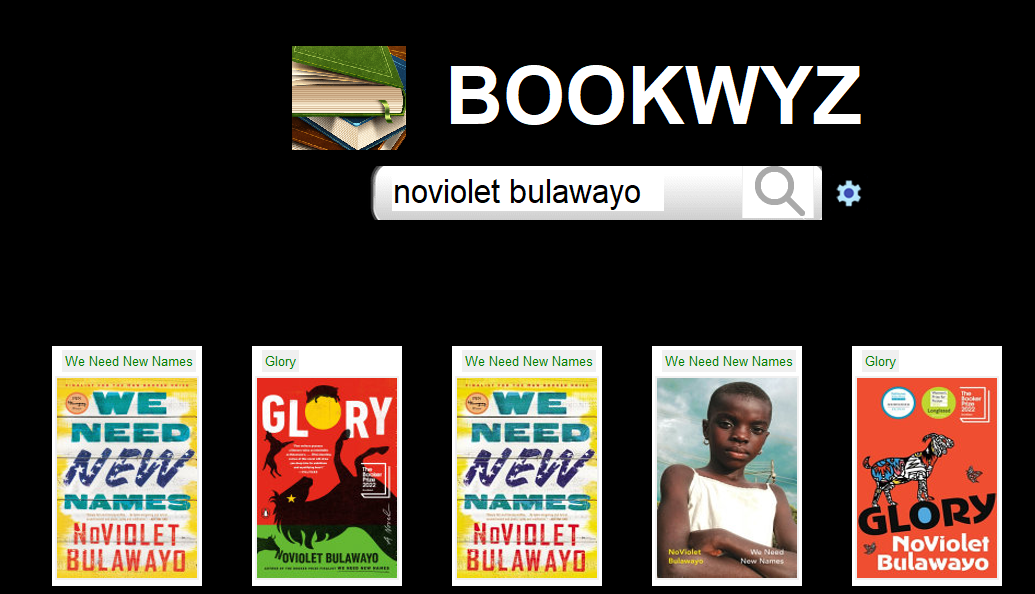 BOOKWYZ
noviolet bulawayo
We Need New Names
FINALIST FOR THE MAN BOOKER PRIZE
WE
NEED
NEW
NAMES
NOVIOLET
BULAWAYO
Glory
GLORY
The
Booker
Prize
2022
A Novel
NOVIOLET BULAWAYO
AUTHOR OF THE BOOKER PRIZE FINALIST WE NEED NEW NAMES
We Need New Names
FINALIST FOR THE MAN BOOKER PRIZE
WE
NEED
NEW
NAMES
NOVIOLET
BULAWAYO
We Need New Names
NoViolet
Bulawayo
We Need
New Names
Glory
Longlisted
The
Booker
Prize
2022
GLORY
NoViolet
Bulawayo